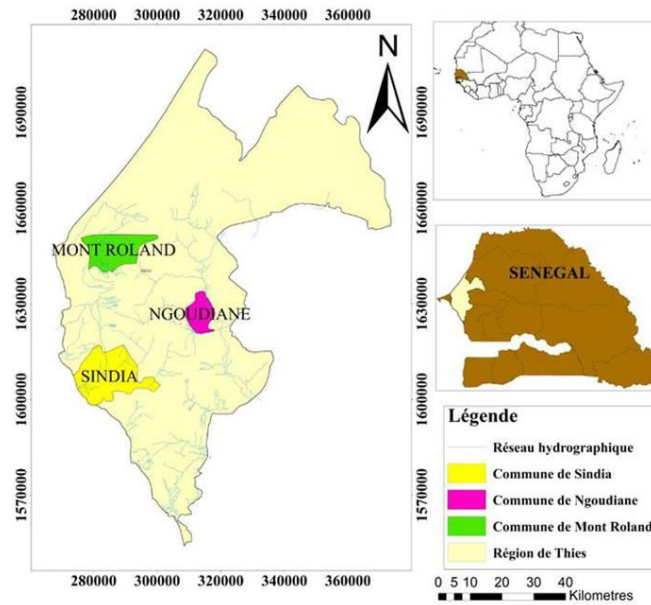 280000 300000 320000 340000 360000
N
1690000
1660000
1630000
1600000
1570000
MONT ROLAND
NGOUDIANE
SINDIA
280000 300000 320000 340000 360000
1690000
1660000
1630000
1600000
1570000
SENEGAL
Légende
Réseau hydrographique
Commune de Sindia
Commune de Ngoudiane
Commune de Mont Roland
Région de Thies
0 5 10 20 30 40
Kilometres